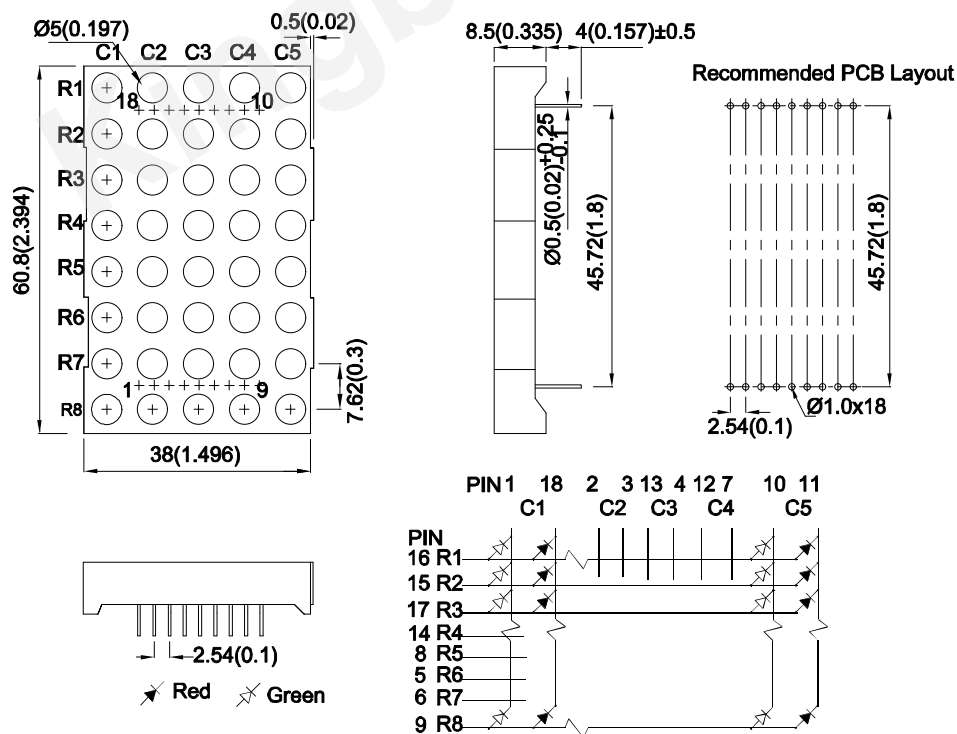 Ø5(0.197)
0.5(0.02)
C1 C2 C3 C4 C5
R1
18 10
R2
R3
R4
R5
R6
R7
1 9
R8
60.8(2.394)
38(1.496)
7.62(0.3)
8.5(0.335) 4(0.157)±0.5
Ø0.5(0.02)+0.25
-0.1
45.72(1.8)
Recommended PCB Layout
45.72(1.8)
Ø1.0x18
2.54(0.1)
2.54(0.1)
Red Green
PIN 1 18 2 3 13 4 12 7 10 11
C1 C2 C3 C4 C5
PIN
16 R1
15 R2
17 R3
14 R4
8 R5
5 R6
6 R7
9 R8